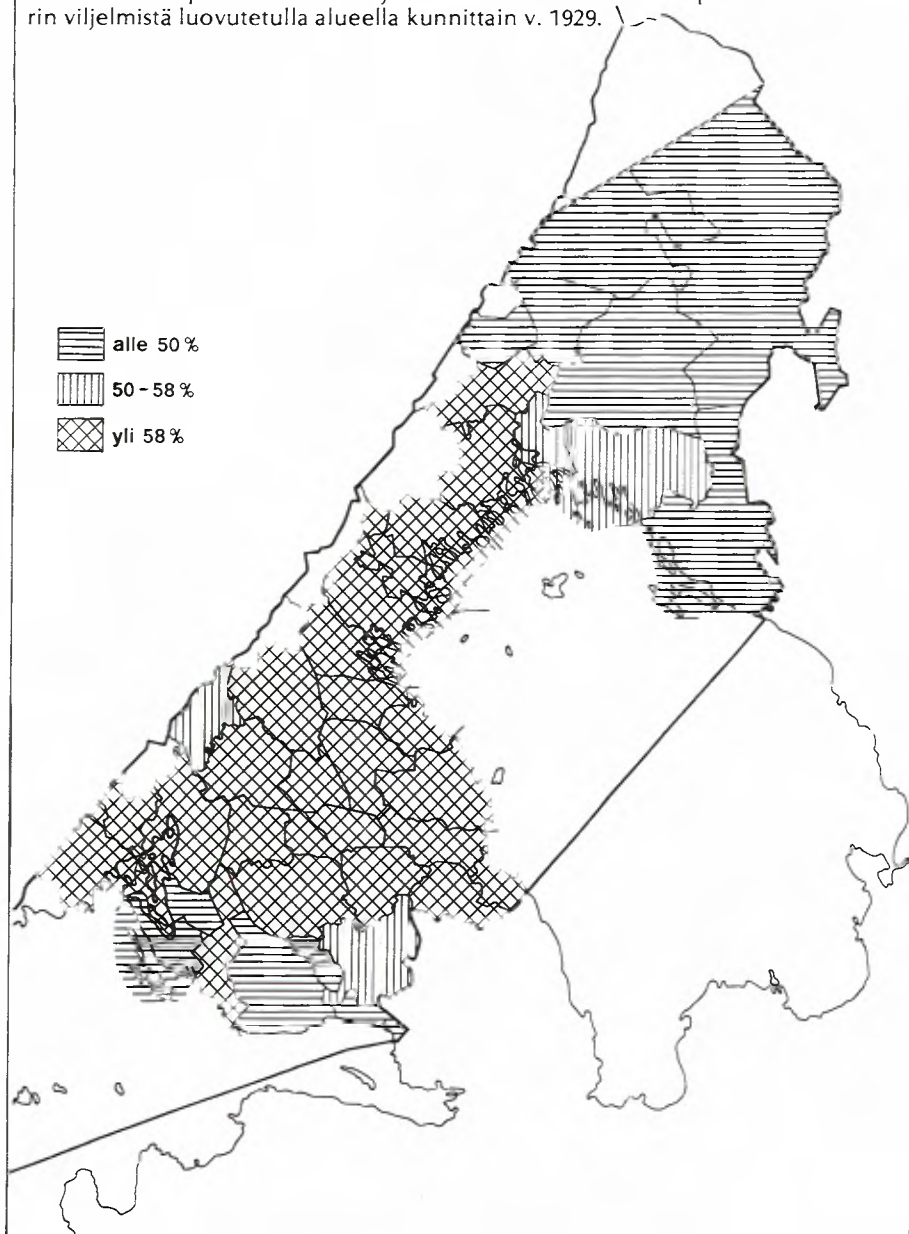 rin viljelmistä luovutetulla alueella kunnittain v. 1929.
alle 50 %
50 - 58 %
yli 58 %